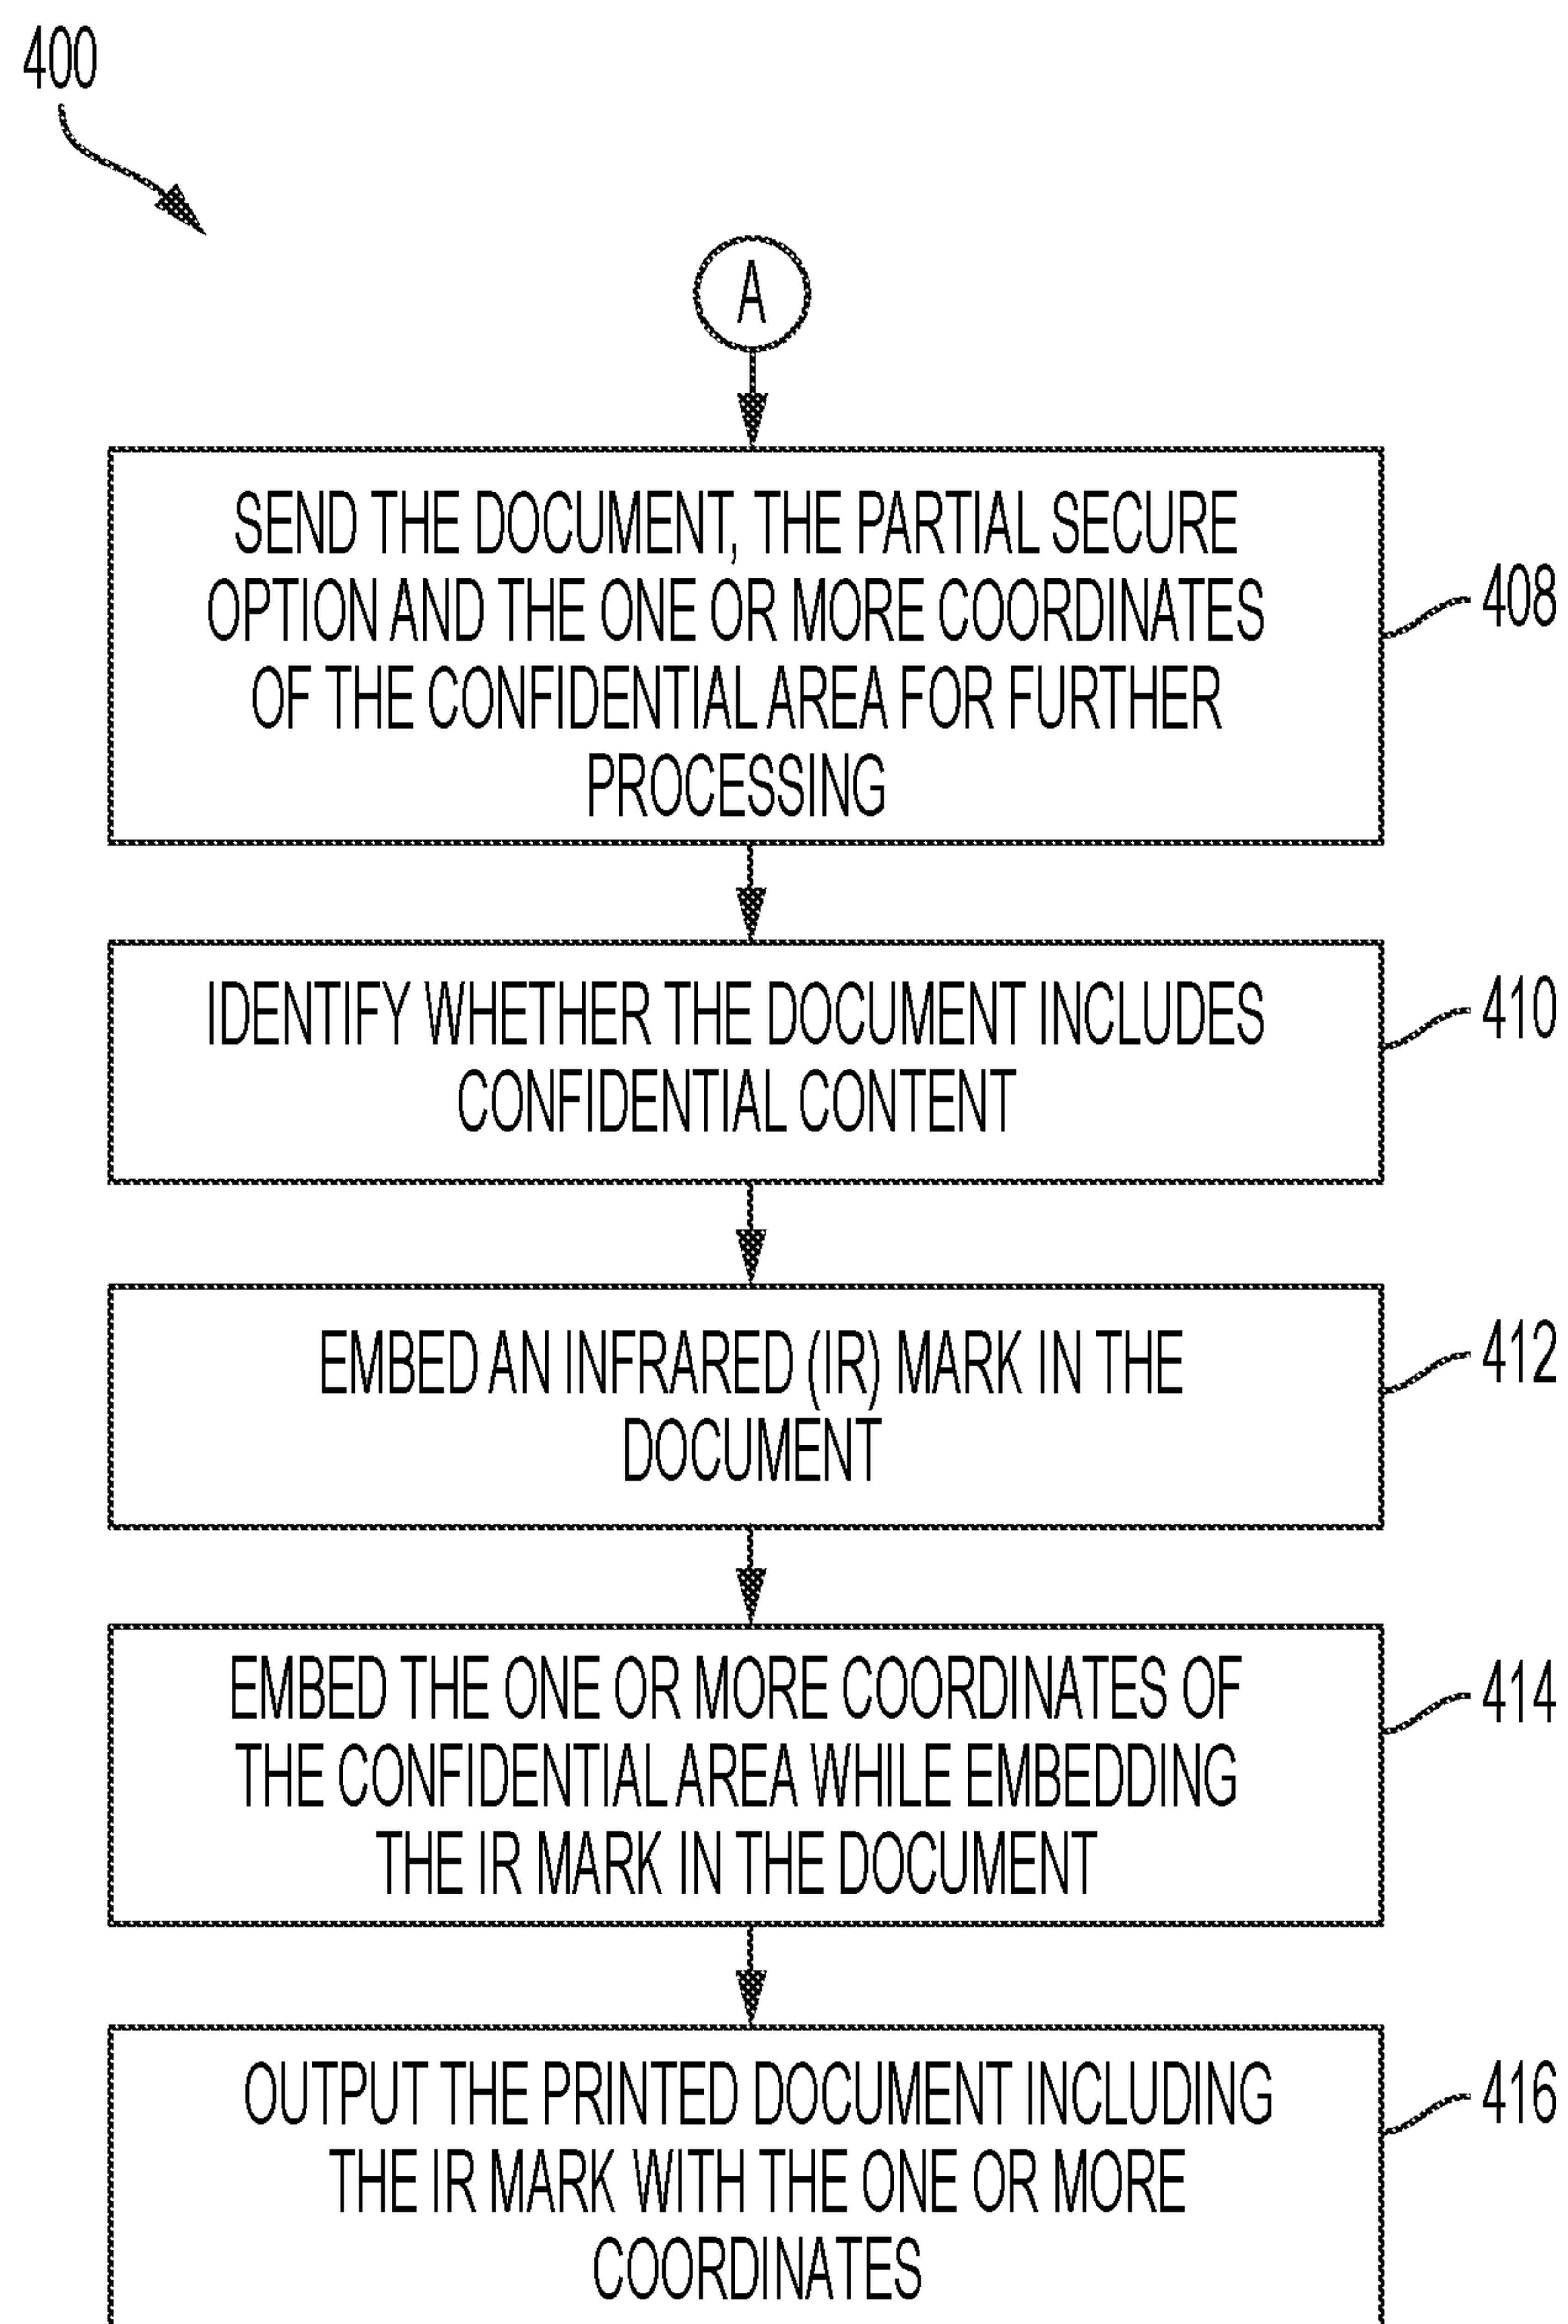 400
A
SEND THE DOCUMENT, THE PARTIAL SECURE
OPTION AND THE ONE OR MORE COORDINATES
OF THE CONFIDENTIAL AREA FOR FURTHER
PROCESSING
408
IDENTIFY WHETHER THE DOCUMENT INCLUDES
CONFIDENTIAL CONTENT
410
EMBED AN INFRARED (IR) MARK IN THE
DOCUMENT
412
EMBED THE ONE OR MORE COORDINATES OF
THE CONFIDENTIAL AREA WHILE EMBEDDING
THE IR MARK IN THE DOCUMENT
414
OUTPUT THE PRINTED DOCUMENT INCLUDING
THE IR MARK WITH THE ONE OR MORE
COORDINATES
416